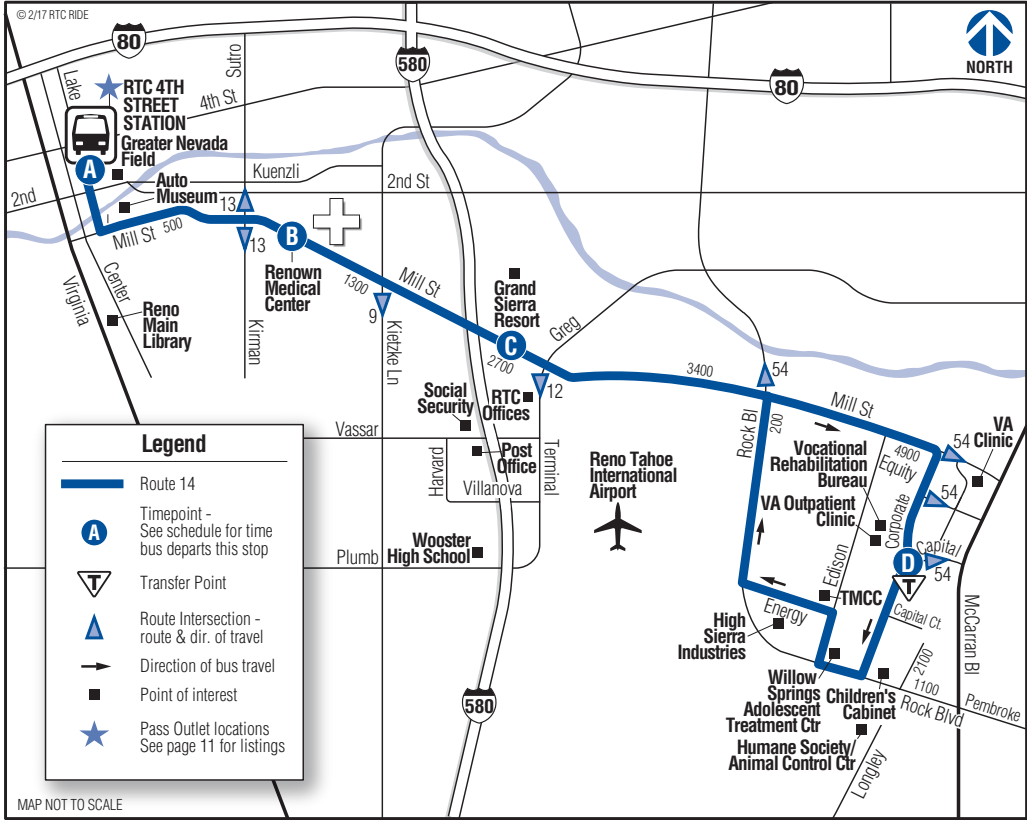 © 2/17 RTC RIDE
80
580
80
NORTH
Lake
Sutro
RTC 4TH
STREET
STATION
4th St
Greater Nevada
Field
A
2nd
Auto
Museum
Kuenzli
2nd St
13
13
Mill St
500
B
Renown
Medical
Center
1300
Mill St
Center
Virginia
Reno
Main
Library
Kirman
9
Kietzke Ln
Grand
Sierra
Resort
C
2700
Greg
12
3400
54
Mill St
Social
Security
RTC
Offices
Vassar
Harvard
Post
Office
Villanova
Terminal
Plumb
Wooster
High School
Reno Tahoe
International
Airport
Rock Bl
200
Vocational
Rehabilitation
Bureau
4900
Equity
54
VA
Clinic
54
VA Outpatient
Clinic
Corporate
Capital
54
D
T
Edison
TMCC
Capital Ct.
McCarran Bl
Energy
High
Sierra
Industries
Willow
Springs
Adolescent
Treatment Ctr
Children's
Cabinet
2100
1100
Rock Blvd
Pembroke
Humane Society/
Animal Control Ctr
Longley
580
Legend
Route 14
A
Timepoint -
See schedule for time
bus departs this stop
T
Transfer Point
Route Intersection -
route & dir. of travel
Direction of bus travel
Point of interest
Pass Outlet locations
See page 11 for listings
MAP NOT TO SCALE